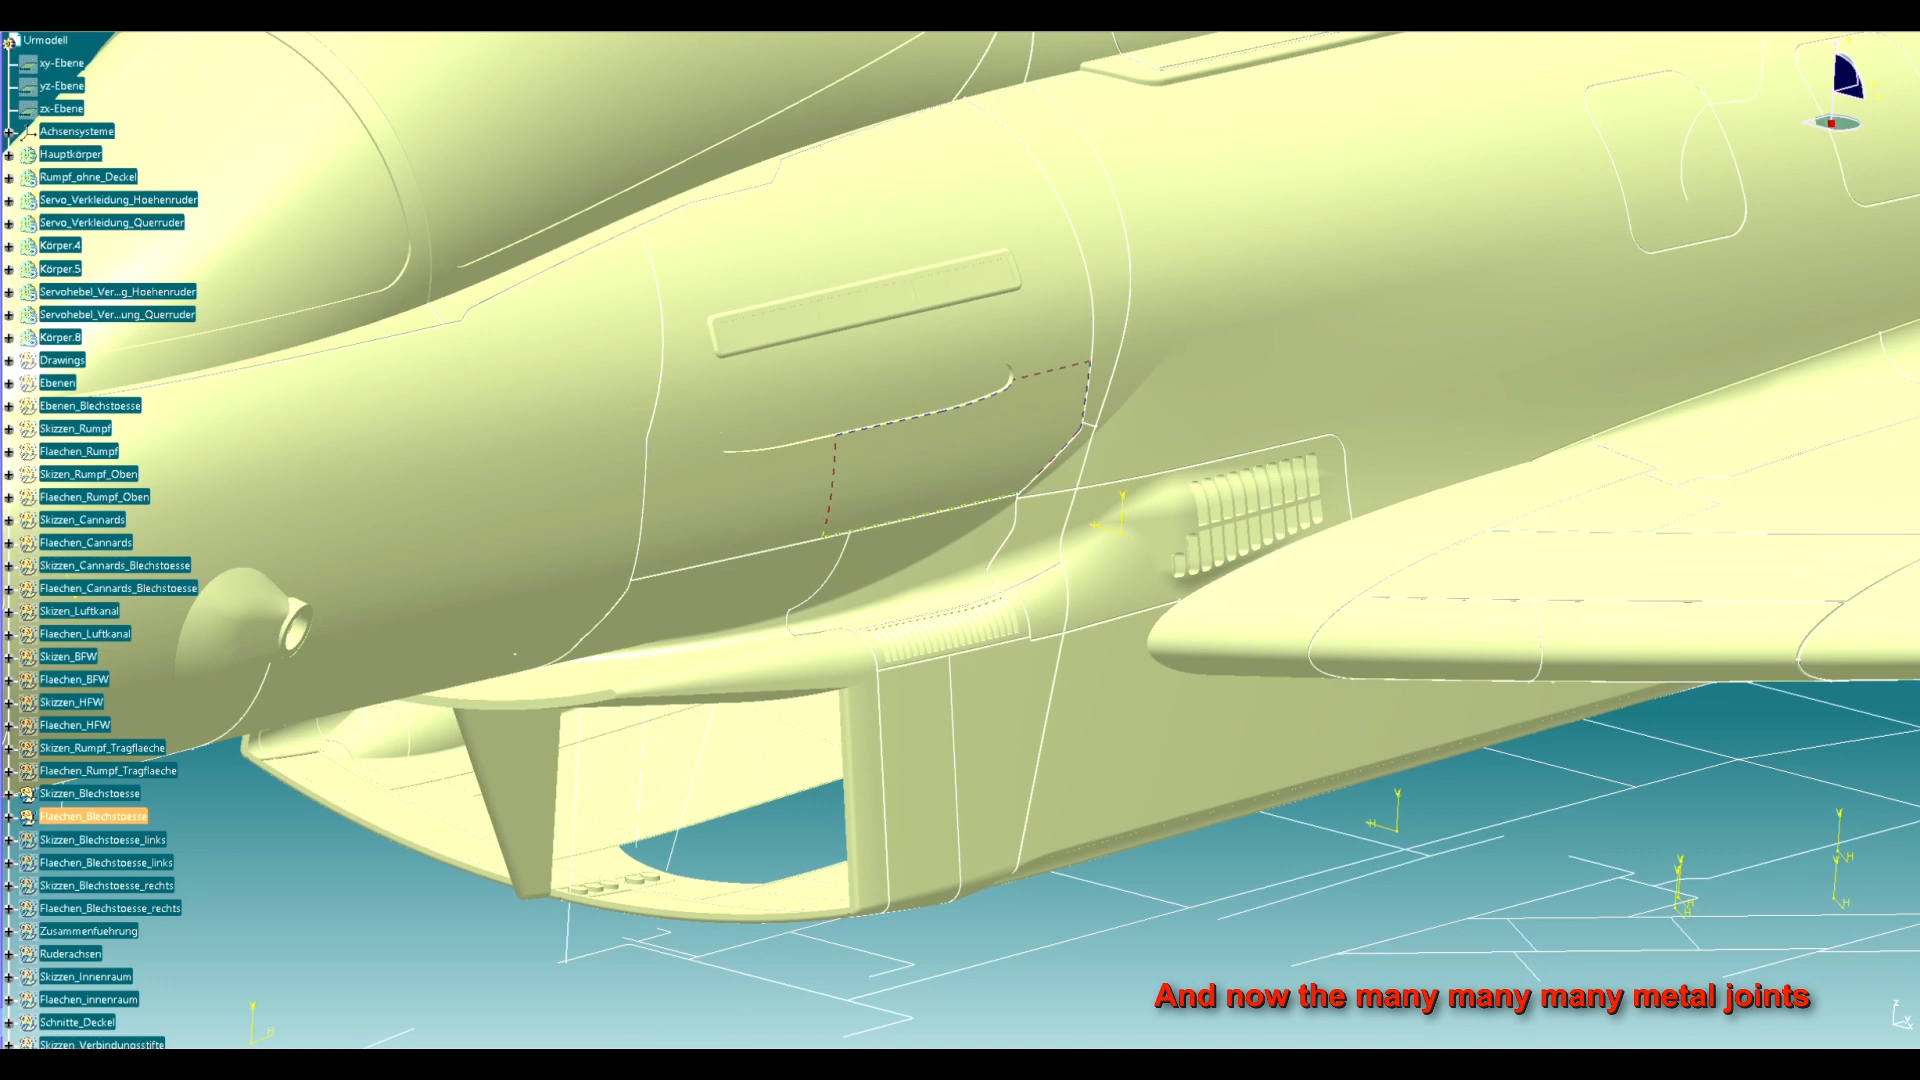 Urmodell
xy-Ebene
yz-Ebene
zx-Ebene
Achsensysteme
Hauptkörper
Rumpf_ohne_Deckel
Servo_Verkleidung_Hoehenruder
Servo_Verkleidung_Querruder
Körper.4
Körper.5
Servohebel_Ver...g_Hoehenruder
Servohebel_Ver...ung_Querruder
Körper.8
Drawings
Ebenen
Ebenen_Blechstoesse
Skizzen_Rumpf
Flaechen_Rumpf
Skizen_Rumpf_Oben
Flaechen_Rumpf_Oben
Skizzen_Cannards
Flaechen_Cannards
Skizzen_Cannards_Blechstoesse
Flaechen_Cannards_Blechstoesse
Skizen_Luftkanal
Flaechen_Luftkanal
Skizen_BFW
Flaechen_BFW
Skizzen_HFW
Flaechen_HFW
Skizen_Rumpf_Tragflaeche
Flaechen_Rumpf_Tragflaeche
Skizzen_Blechstoesse
Flaechen_Blechstoesse
Skizzen_Blechstoesse_links
Flaechen_Blechstoesse_links
Skizzen_Blechstoesse_rechts
Flaechen_Blechstoesse_rechts
Zusammenfuehrung
Ruderachsen
Skizzen_Innenraum
Flaechen_innenraum
Schnitte_Deckel
Skizzen_Verbindungsstifte
And now the many many many metal joints